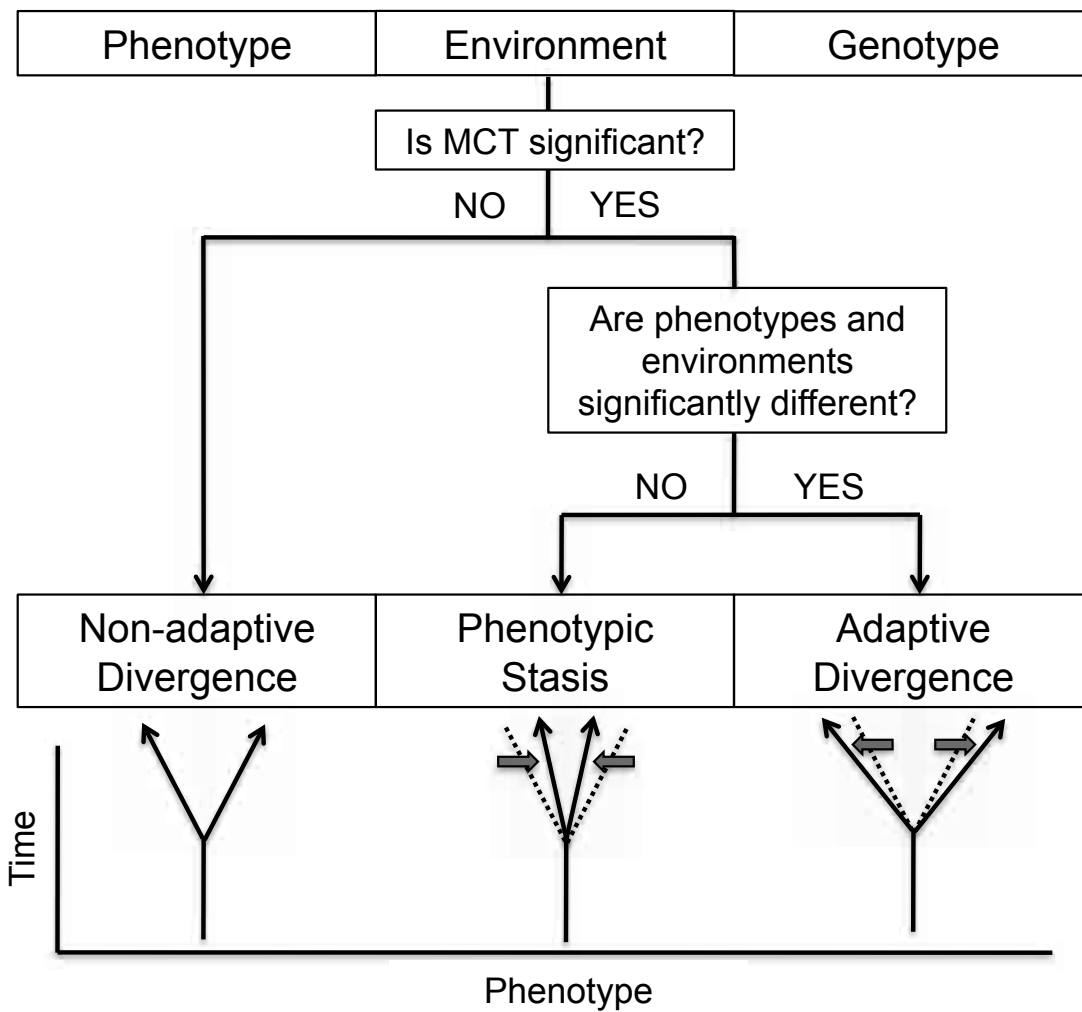 Phenotype
Environment
Genotype
Is MCT significant?
NO
YES
Are phenotypes and
environments
significantly different?
NO
YES
Non-adaptive
Divergence
Phenotypic
Stasis
Adaptive
Divergence
Time
Phenotype